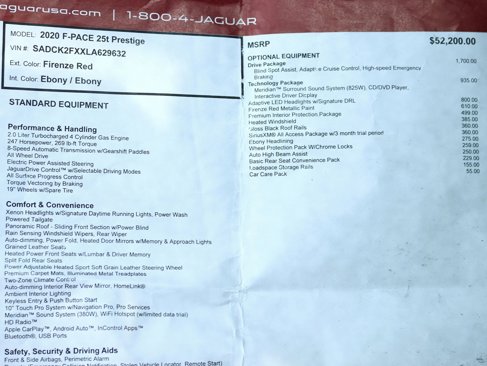 aguarusa.com | 1-800-4-JAGUAR
MODEL: 2020 F-PACE 25t Prestige
VIN #: SADCK2FXXLA629632
Ext. Color: Firenze Red
Int. Color: Ebony / Ebony
STANDARD EQUIPMENT
Performance & Handling
2.0 Liter Turbocharged 4 Cylinder Gas Engine
247 Horsepower, 269 lb-ft Torque
8-Speed Automatic Transmission w/Gearshift Paddles
All Wheel Drive
Electric Power Assisted Steering
JaguarDrive Control™ w/Selectable Driving Modes
All Surface Progress Control
Torque Vectoring by Braking
19" Wheels w/Spare Tire
Comfort & Convenience
Xenon Headlights w/Signature Daytime Running Lights, Power Wash
Powered Tailgate
Panoramic Roof - Sliding Front Section w/Power Blind
Rain Sensing Windshield Wipers, Rear Wiper
Auto-dimming, Power Fold, Heated Door Mirrors w/Memory & Approach Lights
Grained Leather Seats
Heated Power Front Seats w/Lumbar & Driver Memory
Split Fold Rear Seats
Power Adjustable Heated Sport Soft Grain Leather Steering Wheel
Premium Carpet Mats, Illuminated Metal Treadplates
Two-Zone Climate Control
Auto-dimming Interior Rear View Mirror, HomeLink®
Ambient Interior Lighting
Keyless Entry & Push Button Start
10" Touch Pro System w/Navigation Pro, Pro Services
Meridian™ Sound System (380W), WiFi Hotspot (w/limited data trial)
HD Radio™
Apple CarPlay™, Android Auto™, InControl Apps™
Bluetooth®, USB Ports
Safety, Security & Driving Aids
Front & Side Airbags, Perimetric Alarm
Stolen Vehicle Locator, Remote Start)
MSRP $52,200.00
OPTIONAL EQUIPMENT
Drive Package 1,700.00
Blind Spot Assist, Adaptive Cruise Control, High-speed Emergency
Braking
Technology Package 935.00
Meridian™ Surround Sound System (825W), CD/DVD Player,
Interactive Driver Display
Adaptive LED Headlights w/Signature DRL 800.00
Firenze Red Metallic Paint 610.00
Premium Interior Protection Package 499.00
Heated Windshield 385.00
Gloss Black Roof Rails 360.00
SiriusXM® All Access Package w/3 month trial period 360.00
Ebony Headlining 275.00
Wheel Protection Pack W/Chrome Locks 259.00
Auto High Beam Assist 250.00
Basic Rear Seat Convenience Pack 229.00
Loadspace Storage Rails 155.00
Car Care Pack 55.00